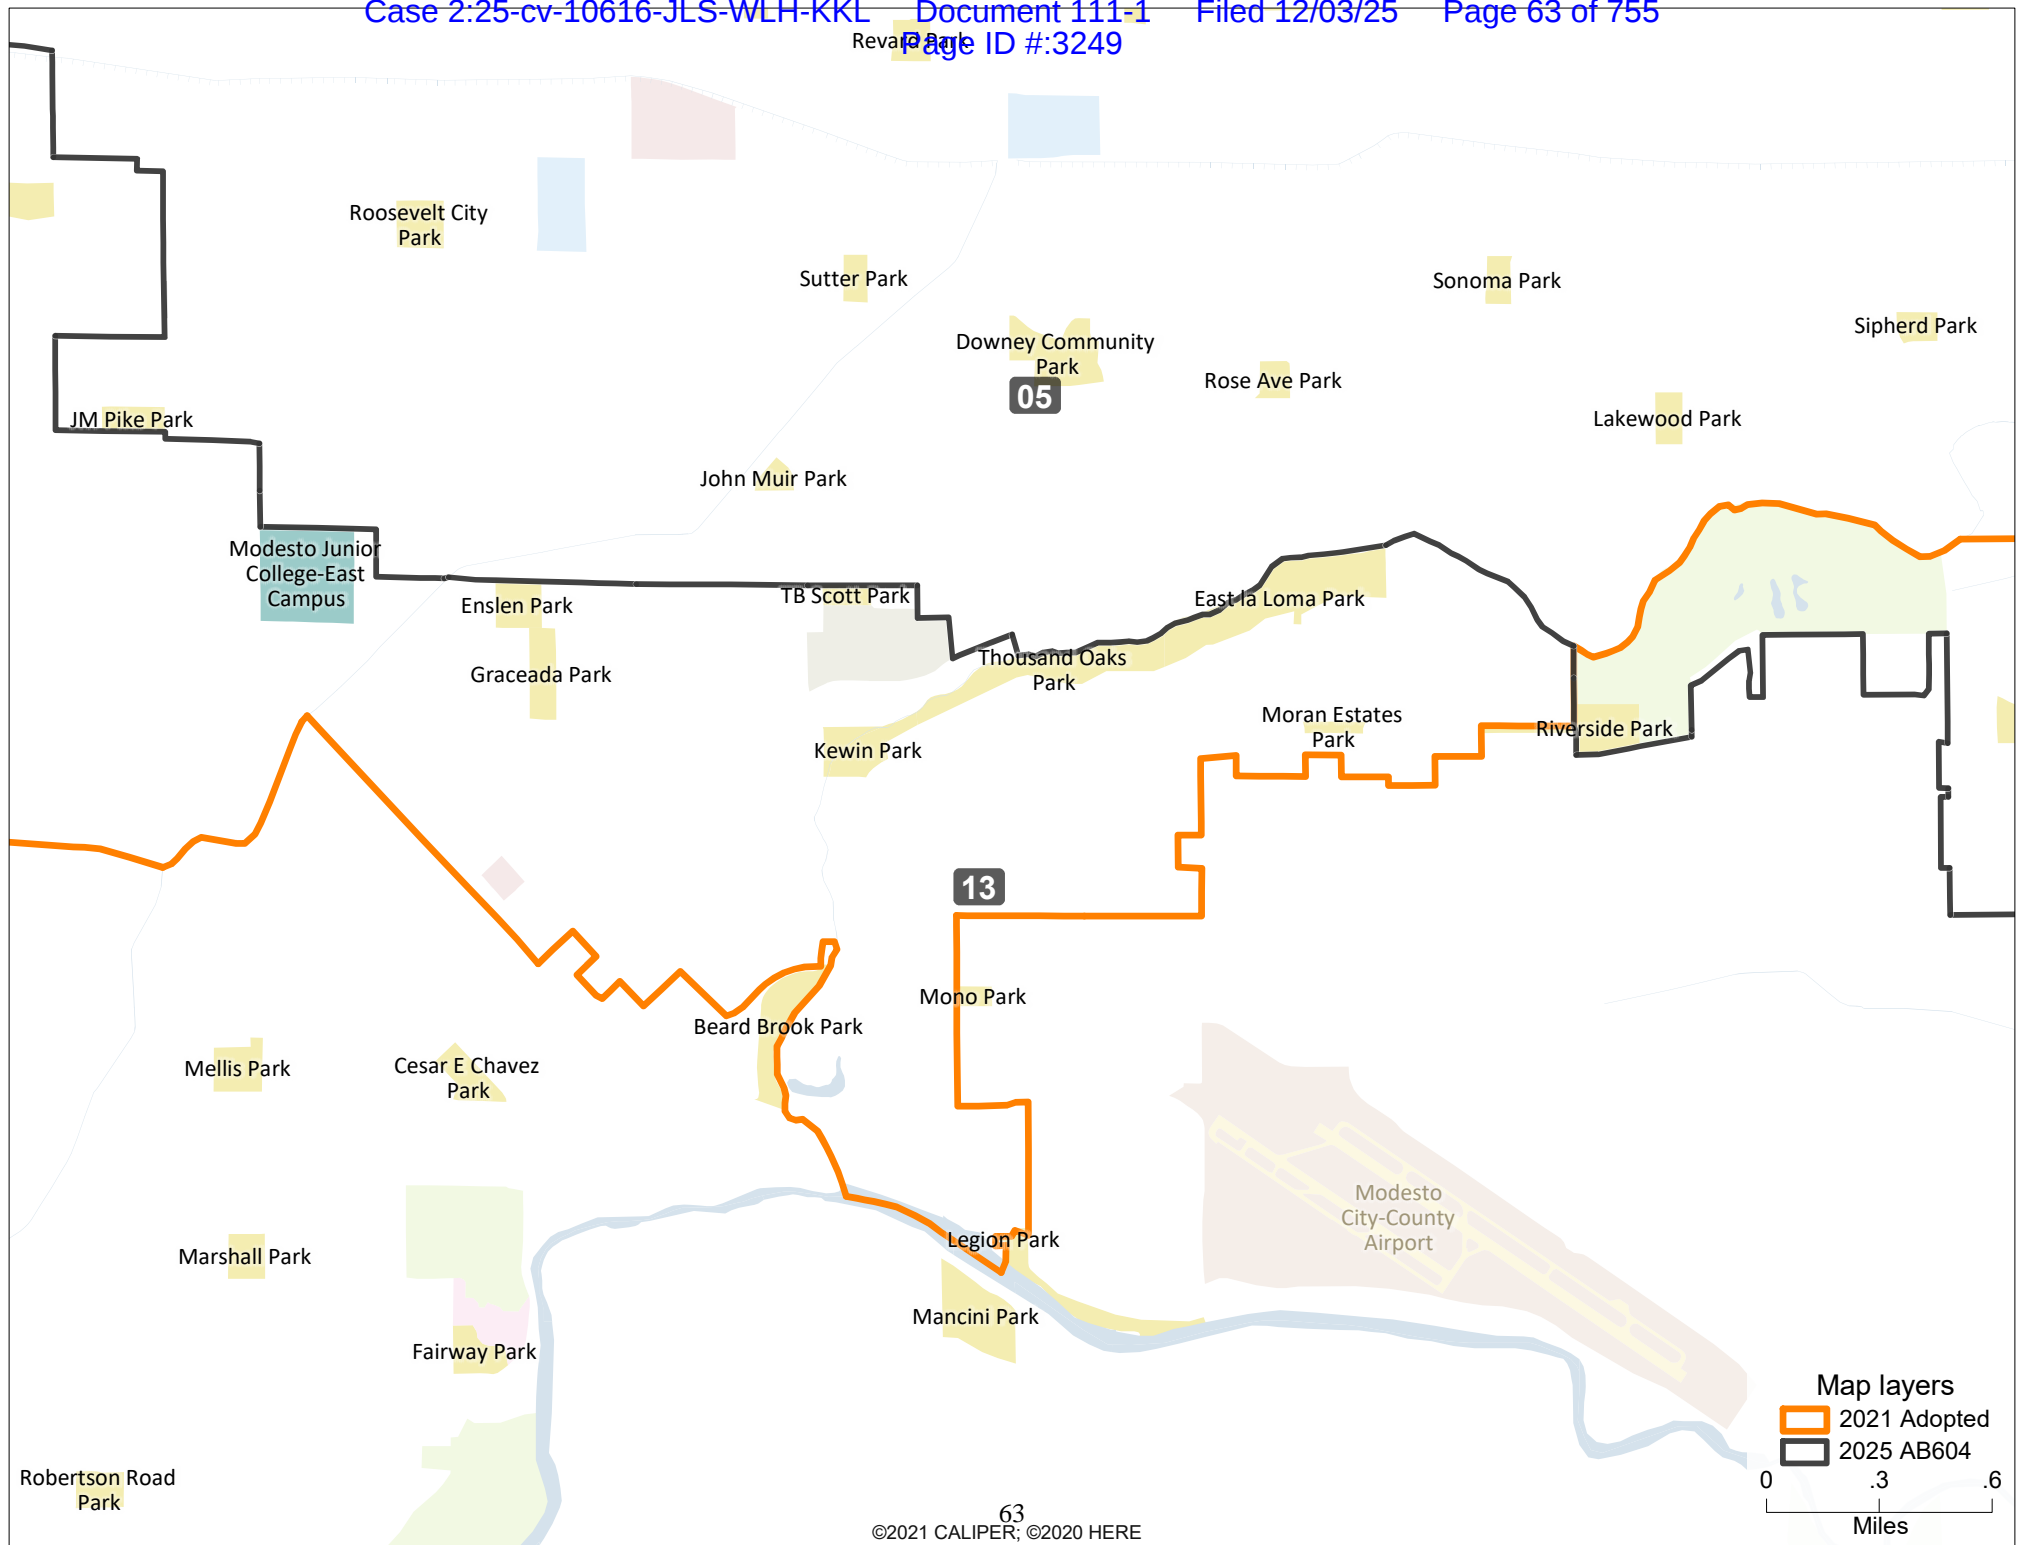 Case 2:25-cv-10616-JLS-WLH-KKL Document 111-1 Filed 12/03/25 Page 63 of 755
Page ID #:3249
Revard Park
Roosevelt City
Park
Sutter Park
Sonoma Park
Downey Community
Park
Sipherd Park
Rose Ave Park
05
JM Pike Park
Lakewood Park
John Muir Park
Modesto Junior
College-East
Campus
Enslen Park
TB Scott Park
East la Loma Park
Thousand Oaks
Park
Graceada Park
Moran Estates
Park
Riverside Park
Kewin Park
13
Mono Park
Beard Brook Park
Mellis Park
Cesar E Chavez
Park
Modesto
City-County
Airport
Legion Park
Marshall Park
Mancini Park
Fairway Park
Map layers
2021 Adopted
2025 AB604
0 .3 .6
Miles
Robertson Road
Park
63
©2021 CALIPER; ©2020 HERE